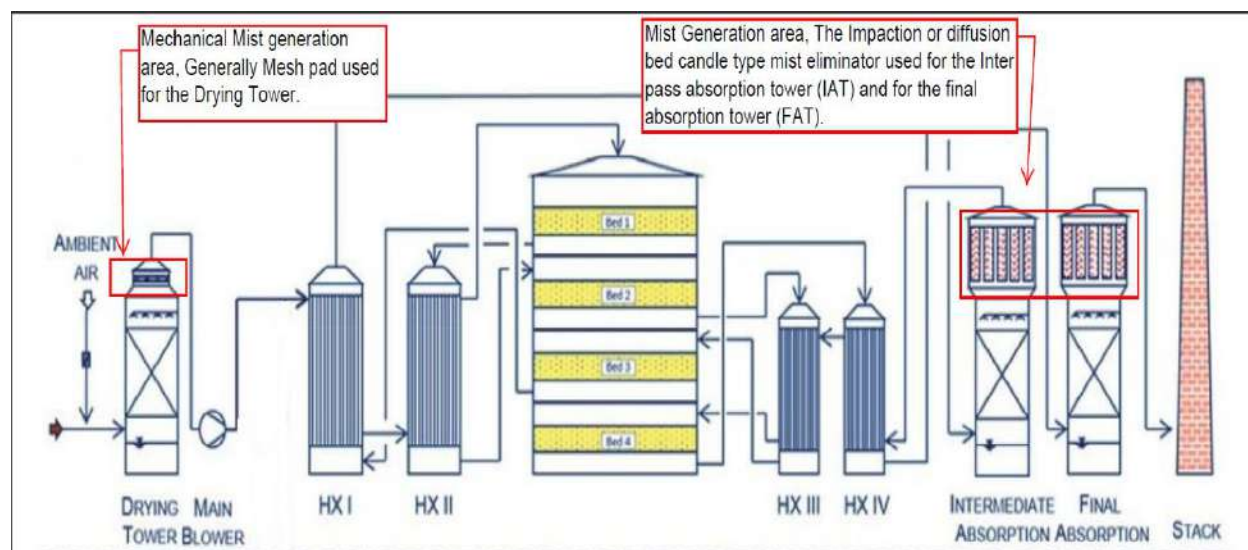 Mechanical Mist generation
area, Generally Mesh pad used
for the Drying Tower.
Mist Generation area, The Impaction or diffusion
bed candle type mist eliminator used for the Inter
pass absorption tower (IAT) and for the final
absorption tower (FAT).
AMBIENT
AIR
Bed 1
Bed 2
Bed 3
Bed 4
DRYING
TOWER
MAIN
BLOWER
HX I
HX II
HX III
HX IV
INTERMEDIATE
ABSORPTION
FINAL
ABSORPTION
STACK